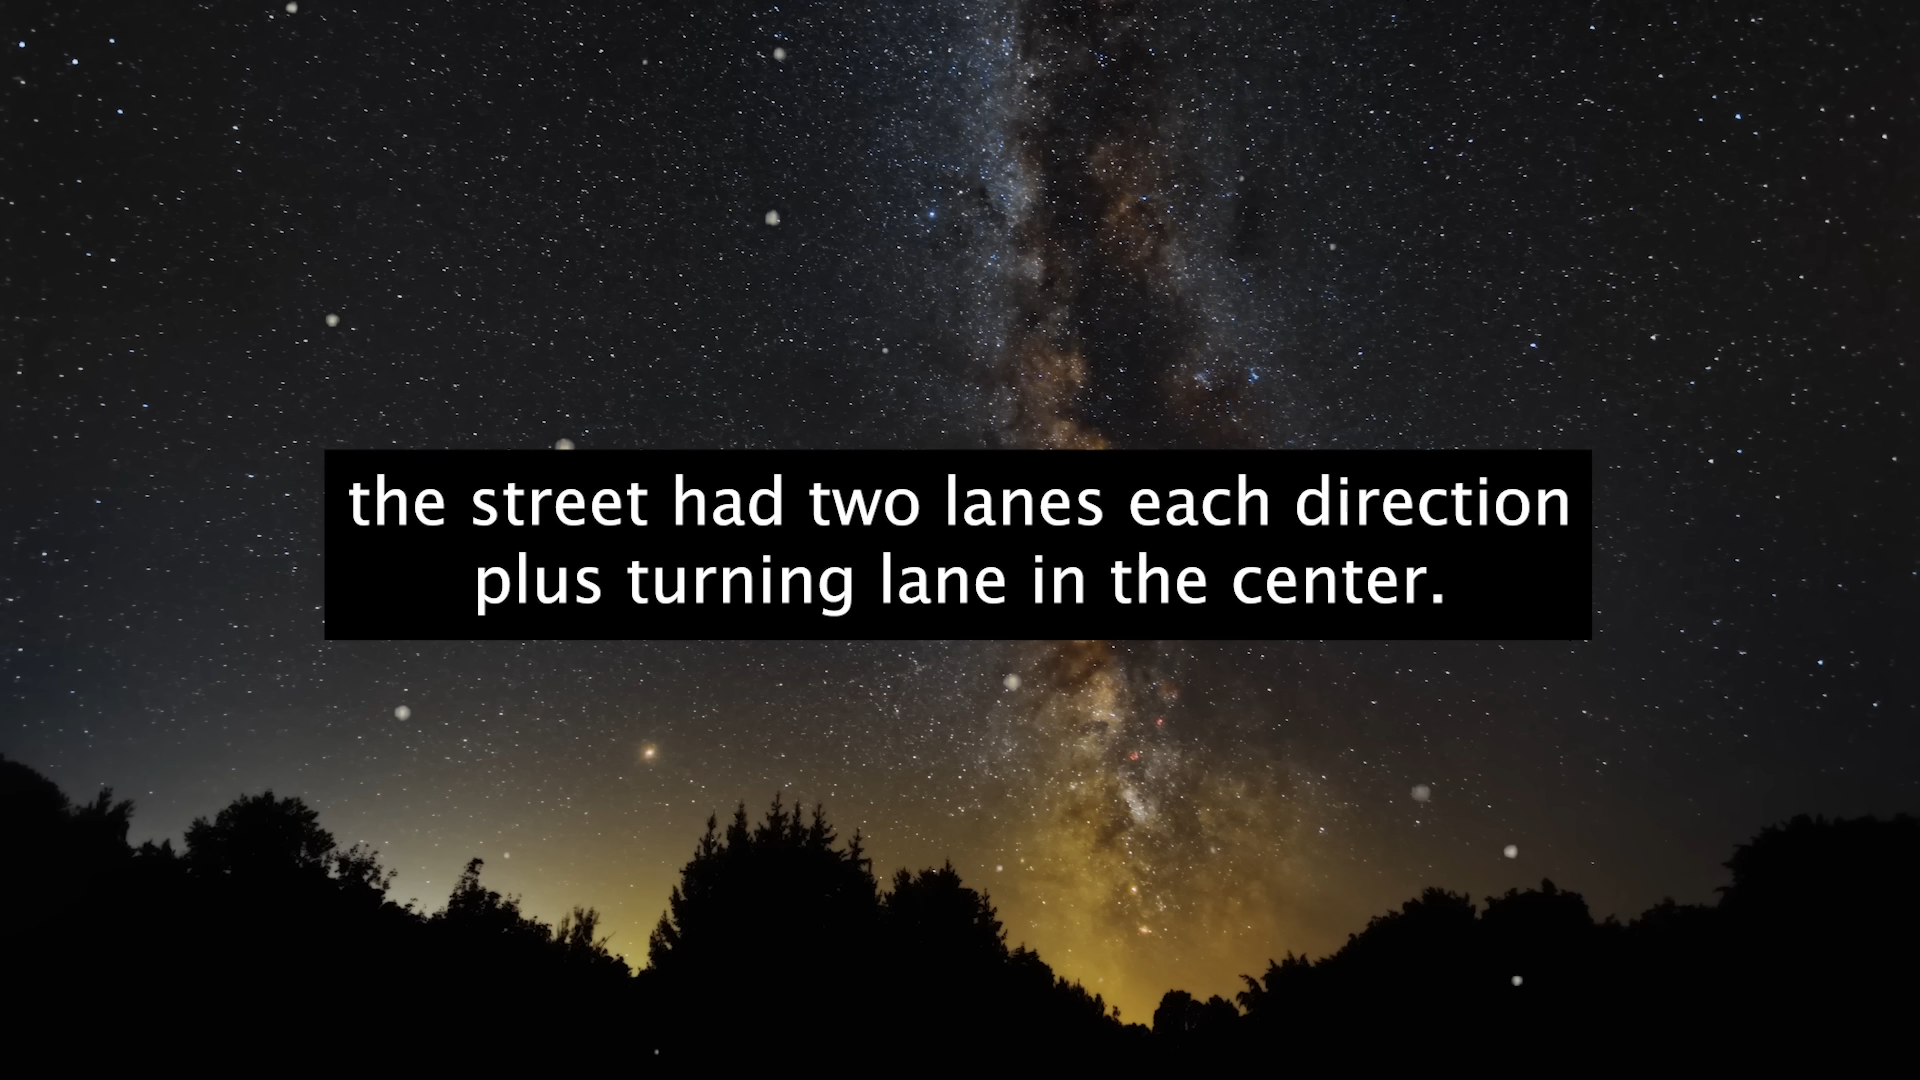 the street had two lanes each direction
plus turning lane in the center.